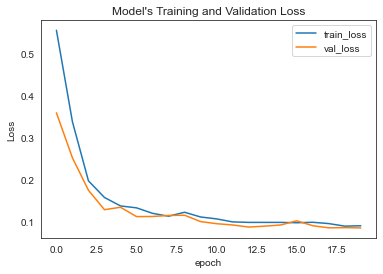 Model's Training and Validation Loss
train_loss
val_loss
Loss
0.5
0.4
0.3
0.2
0.1
0.0 2.5 5.0 7.5 10.0 12.5 15.0 17.5
epoch